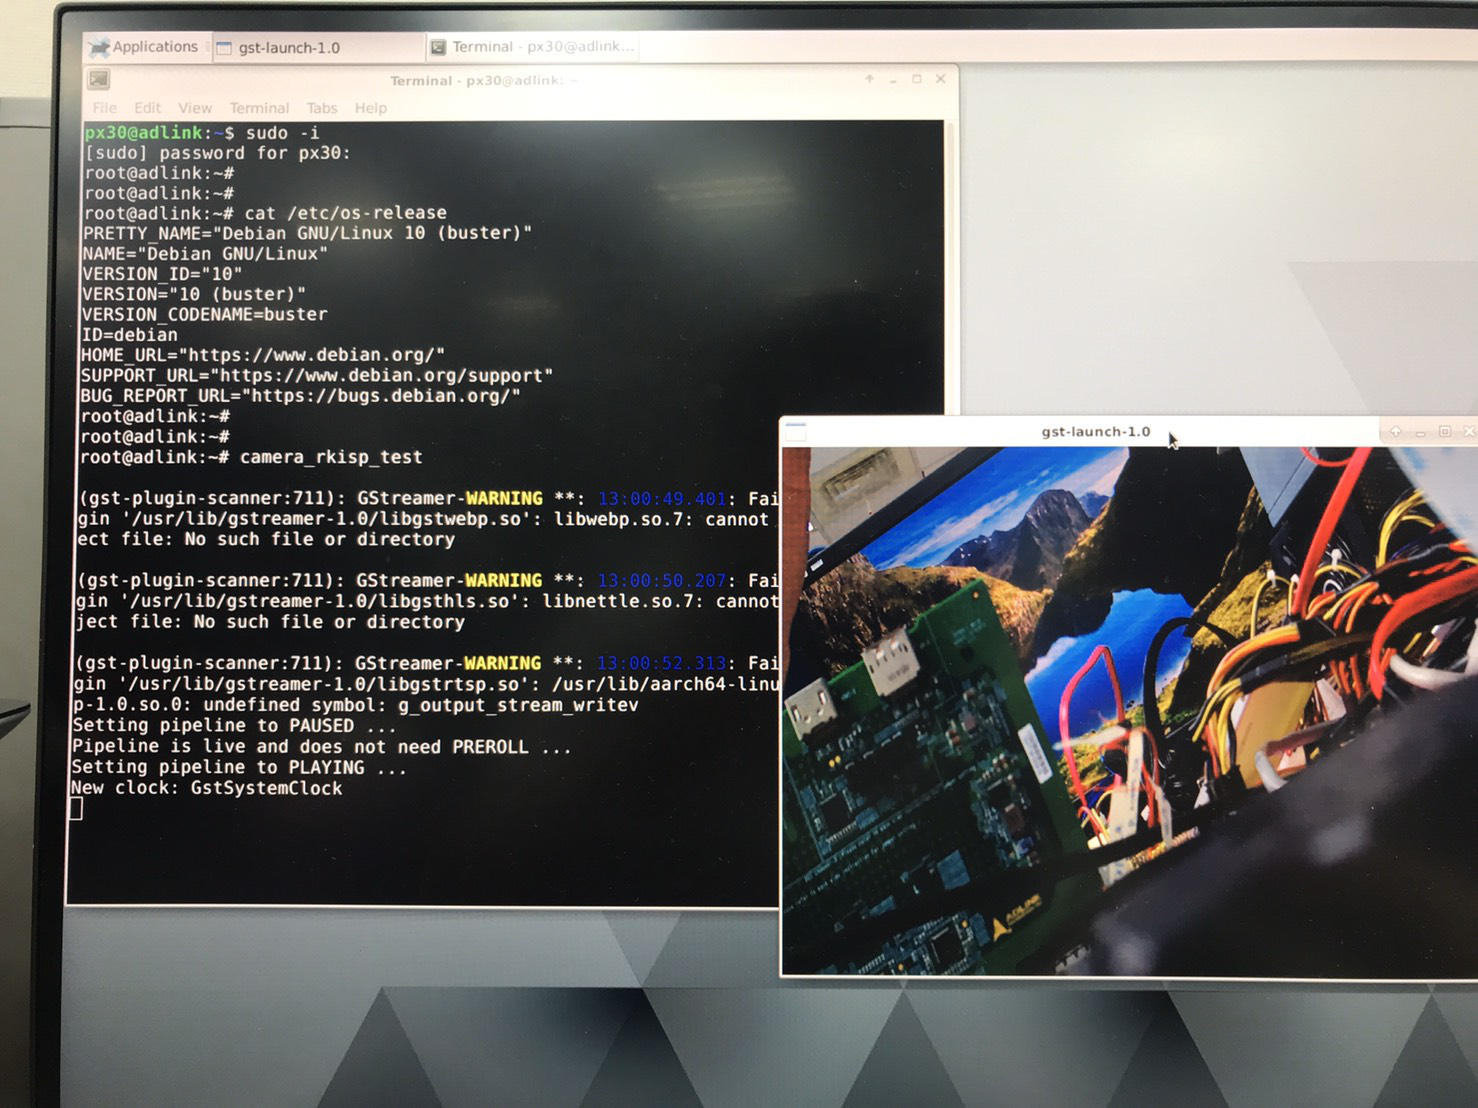 Applications
gst-launch-1.0
Terminal - px30@adlink...
Terminal - px30@adlink: ~
File Edit View Terminal Tabs Help
px30@adlink:~$ sudo -i
[sudo] password for px30:
root@adlink:~#
root@adlink:~#
root@adlink:~# cat /etc/os-release
PRETTY_NAME="Debian GNU/Linux 10 (buster)"
NAME="Debian GNU/Linux"
VERSION_ID="10"
VERSION="10 (buster)"
VERSION_CODENAME=buster
ID=debian
HOME_URL="https://www.debian.org/"
SUPPORT_URL="https://www.debian.org/support"
BUG_REPORT_URL="https://bugs.debian.org/"
root@adlink:~#
root@adlink:~#
root@adlink:~# camera_rkisp_test
(gst-plugin-scanner:711): GStreamer-WARNING **: 13:00:49.401: Fai
gin '/usr/lib/gstreamer-1.0/libgstwebp.so': libwebp.so.7: cannot
ect file: No such file or directory
(gst-plugin-scanner:711): GStreamer-WARNING **: 13:00:50.207: Fai
gin '/usr/lib/gstreamer-1.0/libgsthls.so': libnettle.so.7: cannot
ject file: No such file or directory
(gst-plugin-scanner:711): GStreamer-WARNING **: 13:00:52.313: Fai
gin '/usr/lib/gstreamer-1.0/libgstrtsp.so': /usr/lib/aarch64-linu
p-1.0.so.0: undefined symbol: g_output_stream_writev
Setting pipeline to PAUSED ...
Pipeline is live and does not need PREROLL ...
Setting pipeline to PLAYING ...
New clock: GstSystemClock
gst-launch-1.0
ADLINK